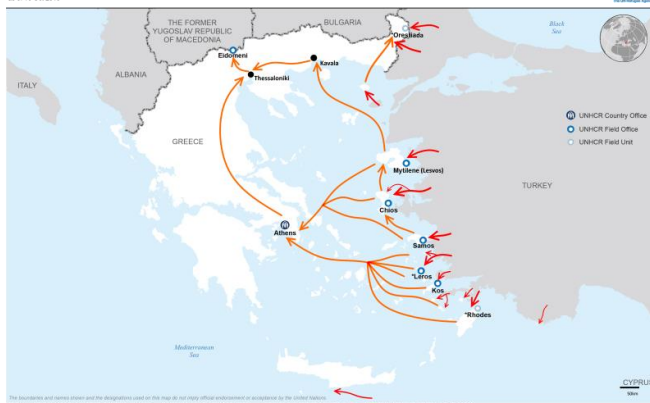 THE FORMER
YUGOSLAV REPUBLIC
OF MACEDONIA
BULGARIA
Black
Sea
*Orestiada
Eidomeni
Kavala
Thessaloniki
ALBANIA
ITALY
GREECE
UNHCR Country Office
UNHCR Field Office
UNHCR Field Unit
Mytilene (Lesvos)
TURKEY
Chios
Athens
Samos
*Leros
Kos
*Rhodes
Mediterranean
Sea
CYPRUS
50km
The boundaries and names shown and the designations used on this map do not imply official endorsement or acceptance by the United Nations.